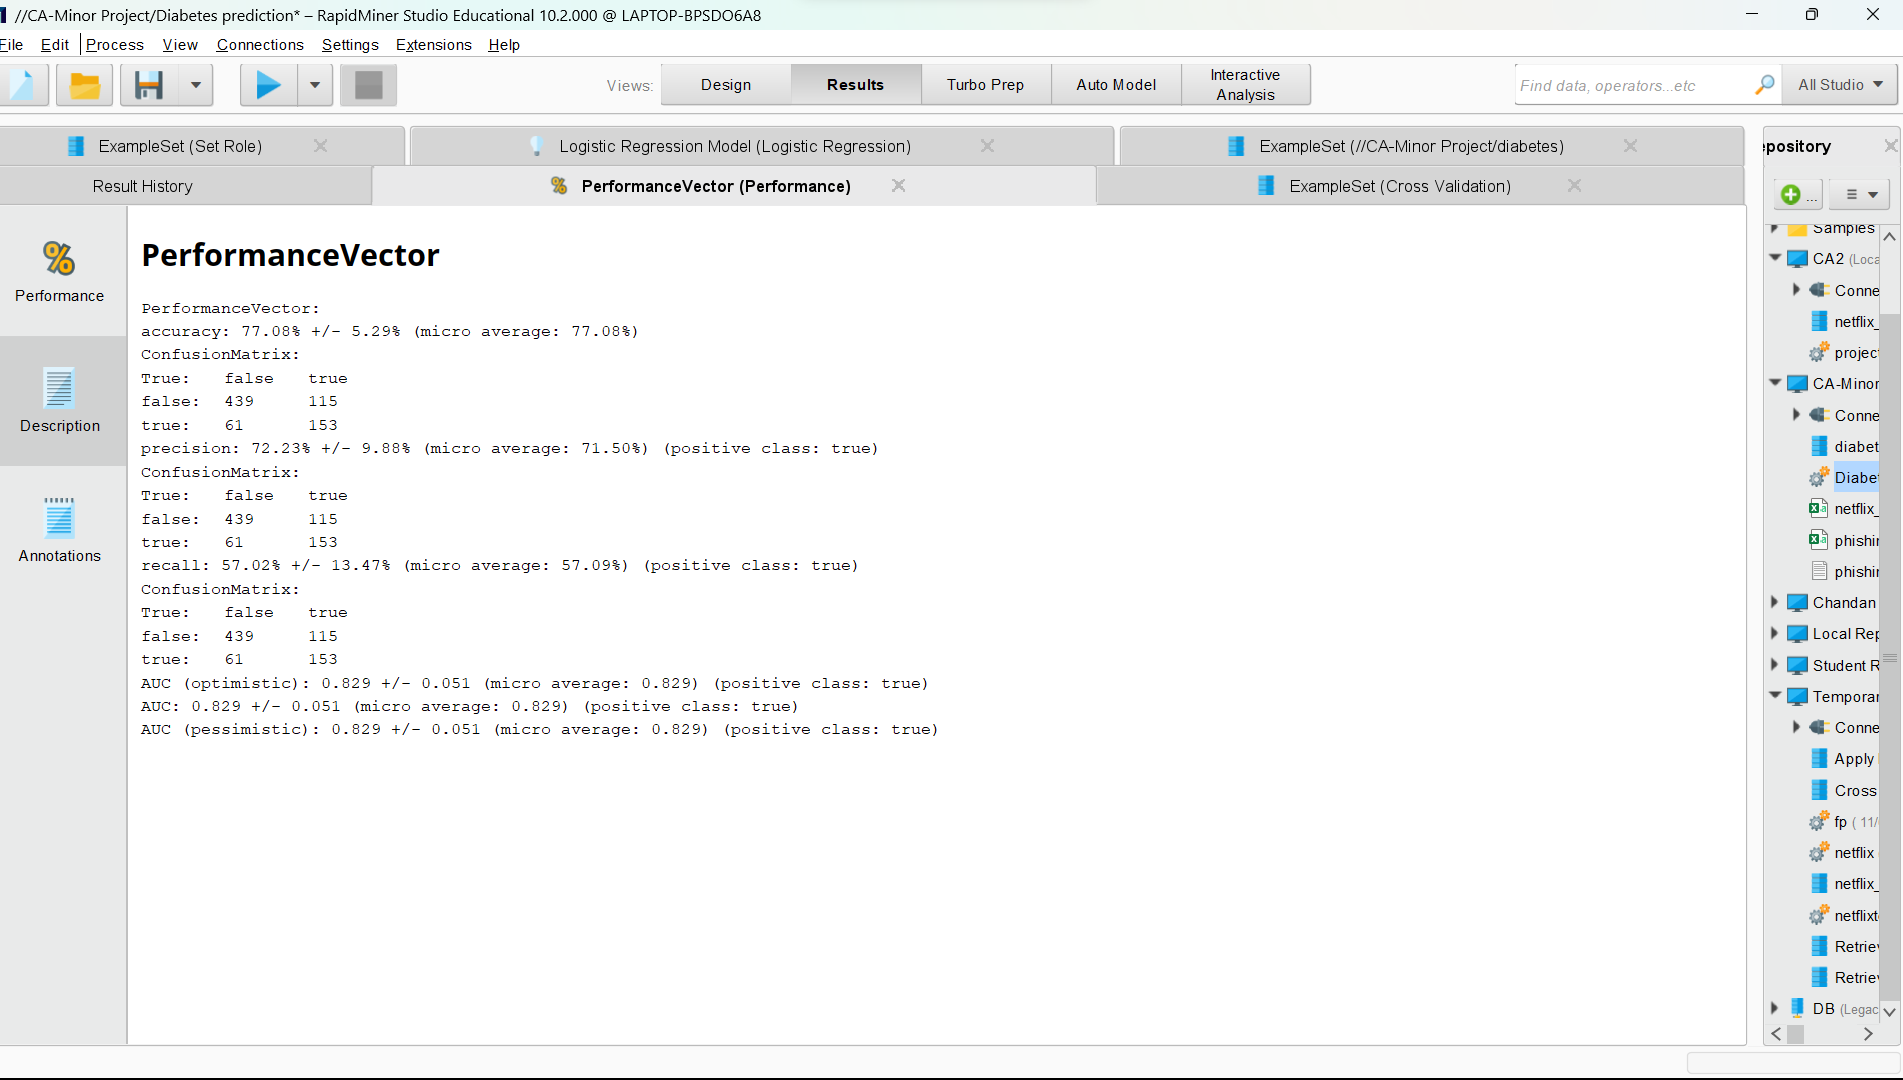 //CA-Minor Project/Diabetes prediction* – RapidMiner Studio Educational 10.2.000 @ LAPTOP-BPSDO6A8
File Edit Process View Connections Settings Extensions Help
Views: Design Results Turbo Prep Auto Model Interactive Analysis
Find data, operators...etc All Studio
ExampleSet (Set Role) Logistic Regression Model (Logistic Regression) ExampleSet (//CA-Minor Project/diabetes)
Result History PerformanceVector (Performance) ExampleSet (Cross Validation)
Performance
Description
Annotations
PerformanceVector
PerformanceVector:
accuracy: 77.08% +/- 5.29% (micro average: 77.08%)
ConfusionMatrix:
True: false true
false: 439 115
true: 61 153
precision: 72.23% +/- 9.88% (micro average: 71.50%) (positive class: true)
ConfusionMatrix:
True: false true
false: 439 115
true: 61 153
recall: 57.02% +/- 13.47% (micro average: 57.09%) (positive class: true)
ConfusionMatrix:
True: false true
false: 439 115
true: 61 153
AUC (optimistic): 0.829 +/- 0.051 (micro average: 0.829) (positive class: true)
AUC: 0.829 +/- 0.051 (micro average: 0.829) (positive class: true)
AUC (pessimistic): 0.829 +/- 0.051 (micro average: 0.829) (positive class: true)
epository
...
Samples
CA2 (Loca
Conne
netflix_
projec
CA-Minor
Conne
diabet
Diabe
netflix_
phishi
phishi
Chandan
Local Rep
Student R
Tempora
Conne
Apply
Cross
fp ( 11/
netflix
netflix_
netflixt
Retrie
Retrie
DB (Legac